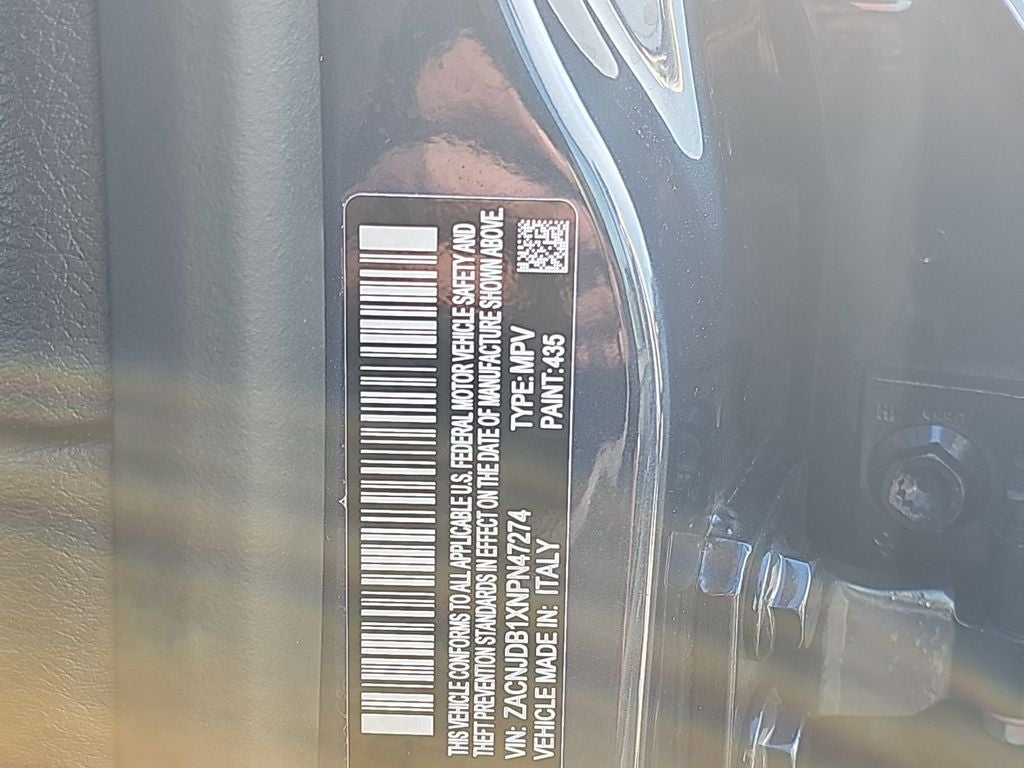 THIS VEHICLE CONFORMS TO ALL APPLICABLE U.S. FEDERAL MOTOR VEHICLE SAFETY AND
THEFT PREVENTION STANDARDS IN EFFECT ON THE DATE OF MANUFACTURE SHOWN ABOVE.
VIN: ZACNJDB1XNPN47274 TYPE: MPV
VEHICLE MADE IN: ITALY PAINT:435